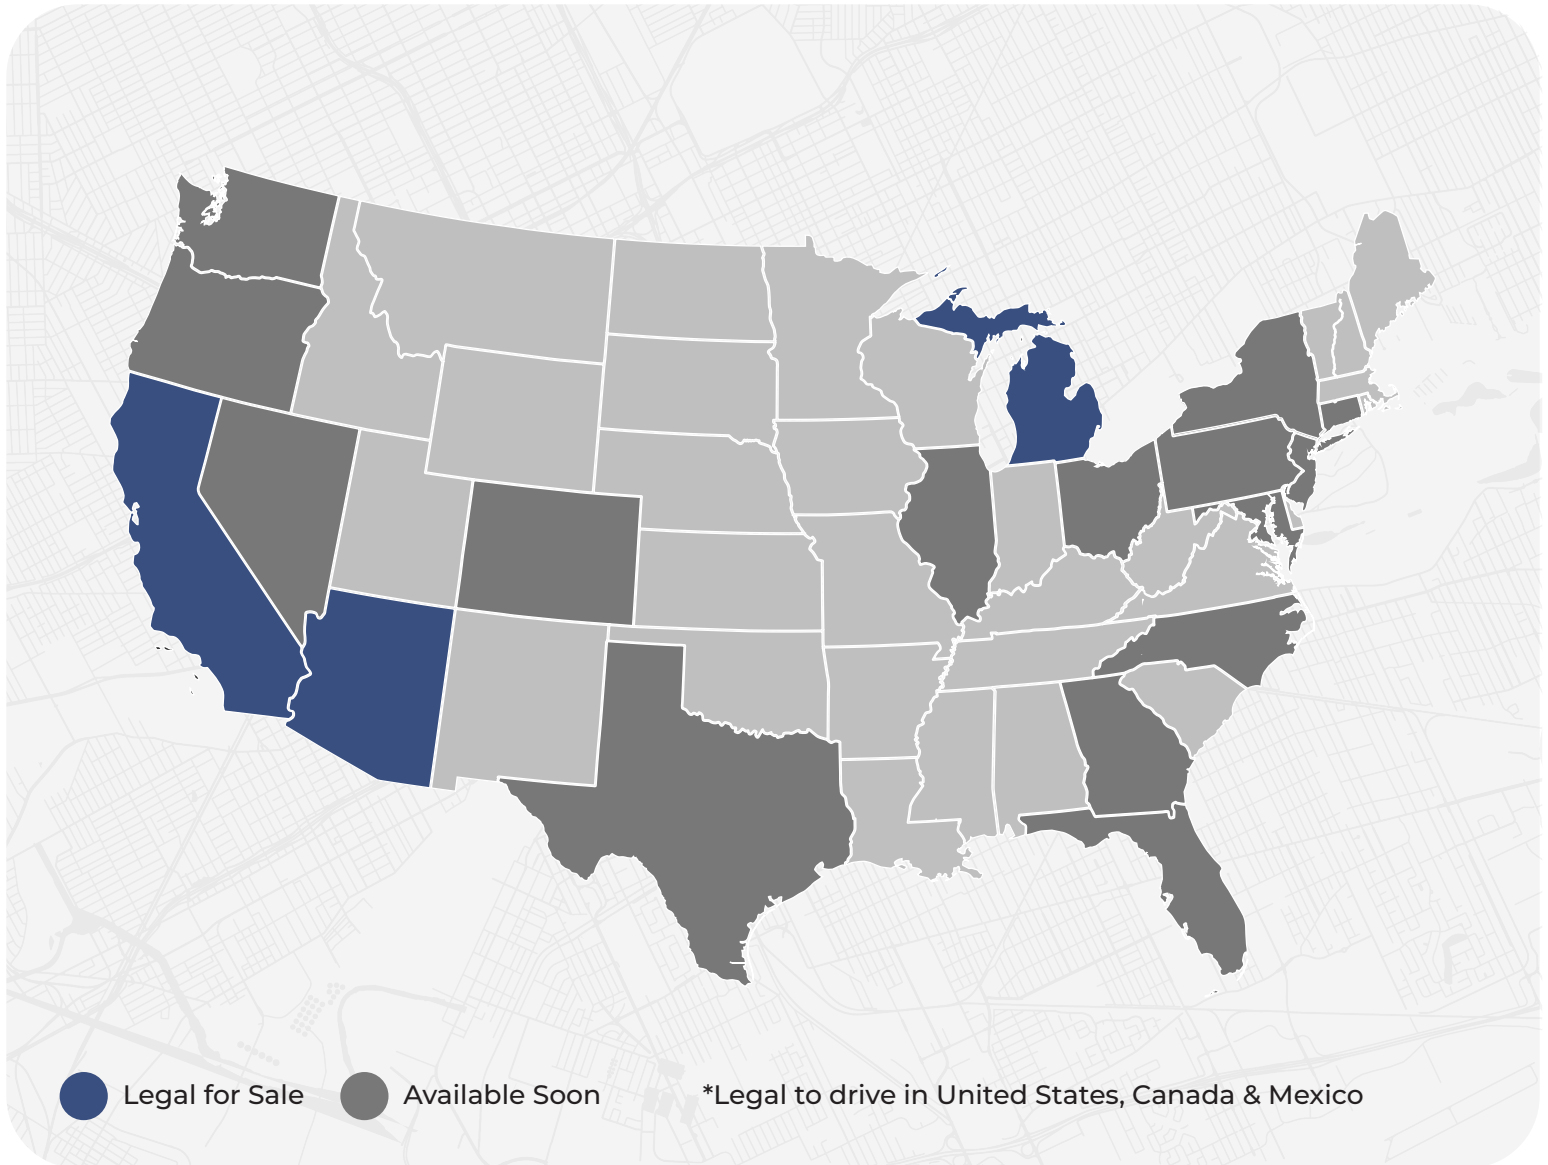 Legal for Sale
Available Soon
*Legal to drive in United States, Canada & Mexico